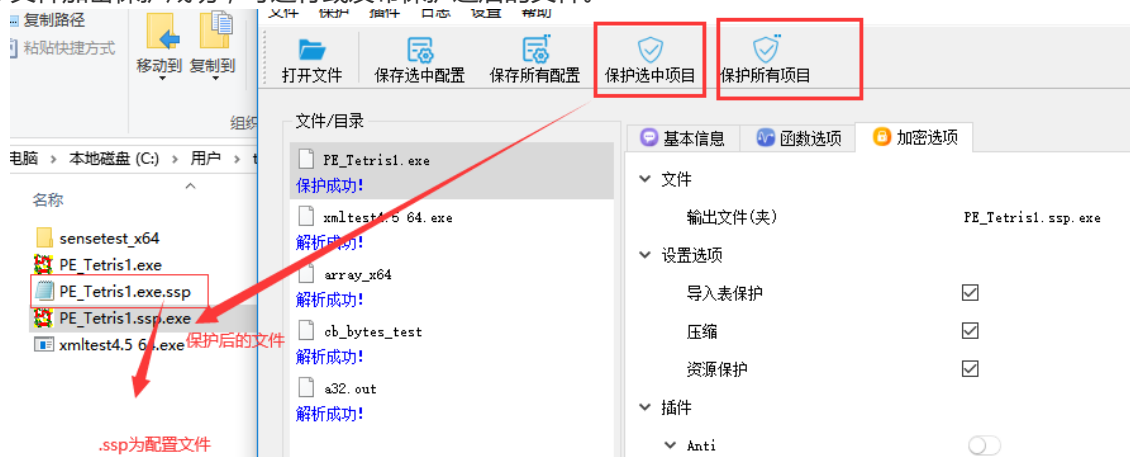 复制路径
粘贴快捷方式
移动到 复制到
组织
电脑 > 本地磁盘 (C:) > 用户 > t
名称
sensetest_x64
PE_Tetris1.exe
PE_Tetris1.exe.ssp
PE_Tetris1.ssp.exe
xmltest4.5 64.exe
保护后的文件
.ssp为配置文件
文件 保护 插件 日志 设置 帮助
打开文件 保存选中配置 保存所有配置 保护选中项目 保护所有项目
文件/目录
PE_Tetris1.exe
保护成功!
xmltest4.5 64.exe
解析成功!
array_x64
解析成功!
cb_bytes_test
解析成功!
a32.out
解析成功!
基本信息 函数选项 加密选项
文件
输出文件(夹) PE_Tetris1.ssp.exe
设置选项
导入表保护
压缩
资源保护
插件
Anti